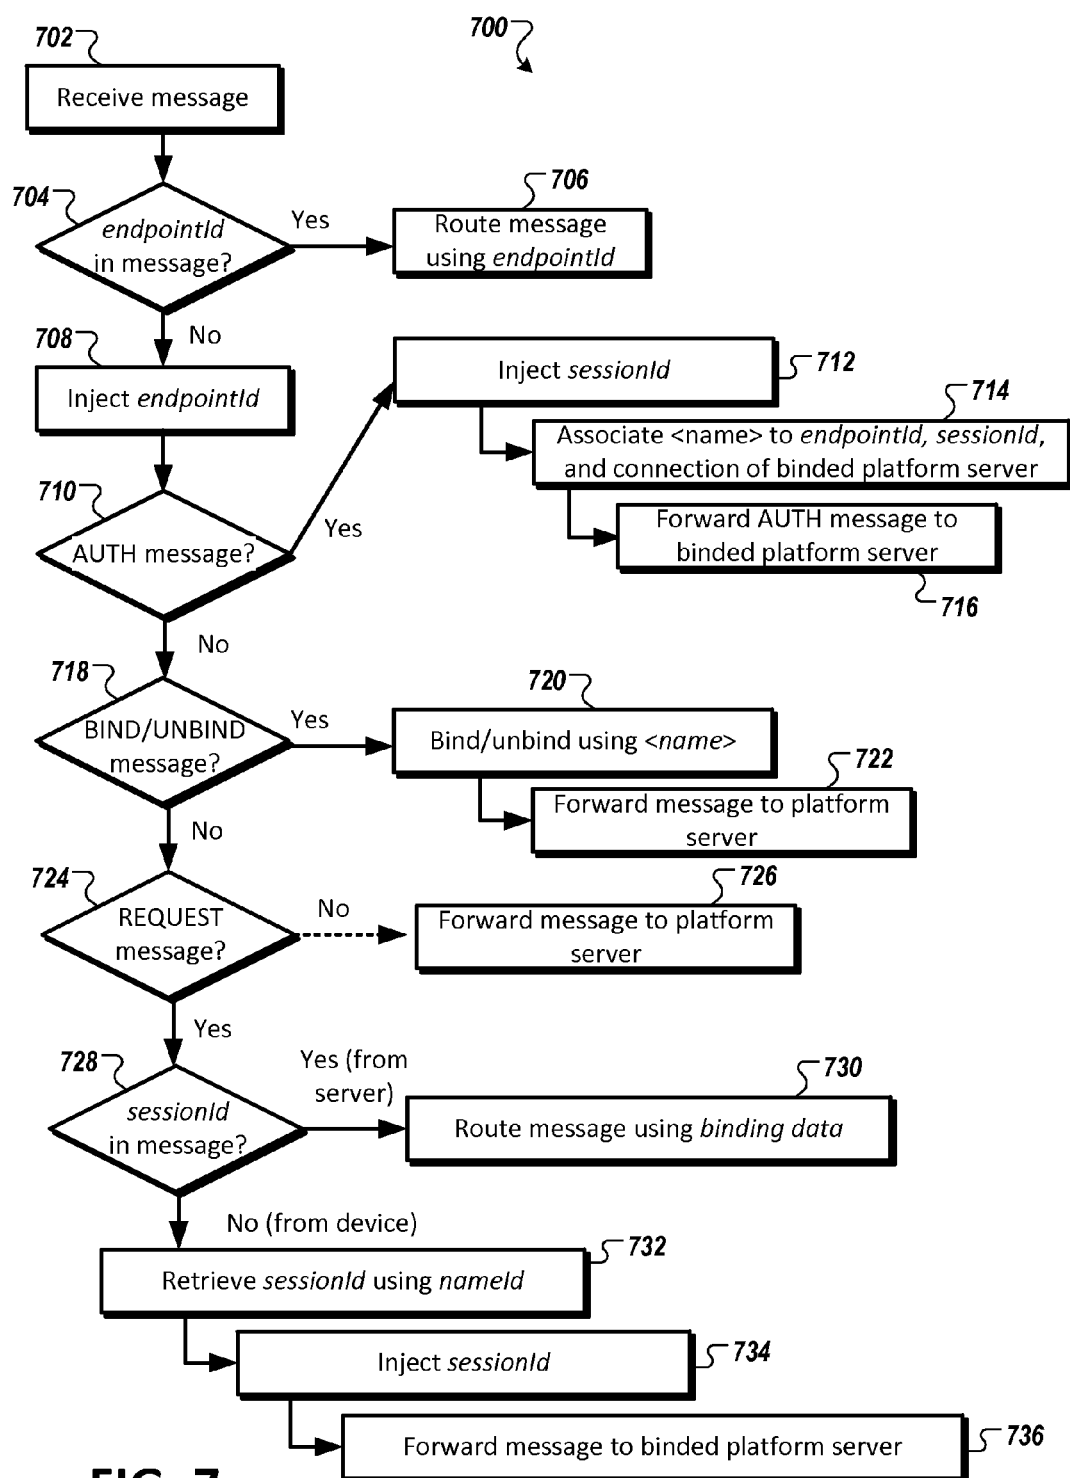 700
702
Receive message
704
endpointId
in message?
Yes
706
Route message
using endpointId
No
708
Inject endpointId
710
AUTH message?
Yes
Inject sessionId
712
714
Associate <name> to endpointId, sessionId,
and connection of binded platform server
Forward AUTH message to
binded platform server
716
No
718
BIND/UNBIND
message?
Yes
720
Bind/unbind using <name>
722
Forward message to platform
server
No
724
REQUEST
message?
No
726
Forward message to platform
server
Yes
728
sessionId
in message?
Yes (from
server)
730
Route message using binding data
No (from device)
732
Retrieve sessionId using nameId
Inject sessionId
734
Forward message to binded platform server
736
FIG. 7